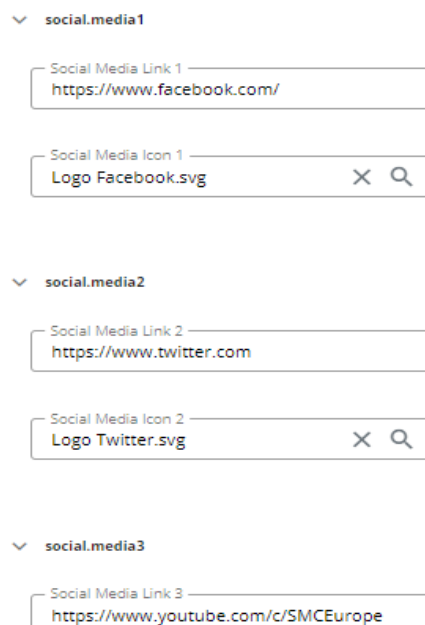 social.media1
Social Media Link 1
https://www.facebook.com/
Social Media Icon 1
Logo Facebook.svg
social.media2
Social Media Link 2
https://www.twitter.com
Social Media Icon 2
Logo Twitter.svg
social.media3
Social Media Link 3
https://www.youtube.com/c/SMCEurope